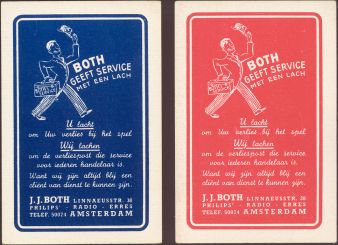 BOTH
GEEFT SERVICE
MET EEN LACH
U lacht
om Uw verlies bij het spel
Wij lachen
om de verliespost die service
voor iedere handelaar is.
Want wij zijn altijd blij een
cliënt van dienst te kunnen zijn.
J.J. BOTH LINNAEUSSTR. 36
PHILIPS' - RADIO - ERRES
TELEF. 50074 AMSTERDAM
BOTH
GEEFT SERVICE
MET EEN LACH
U lacht
om Uw verlies bij het spel
Wij lachen
om de verliespost die service
voor iedereen handelaar is.
Want wij zijn altijd blij een
cliënt van dienst te kunnen zijn.
J.J. BOTH LINNAEUSSTR. 36
PHILIPS' - RADIO - ERRES
TELEF. 50074 AMSTERDAM